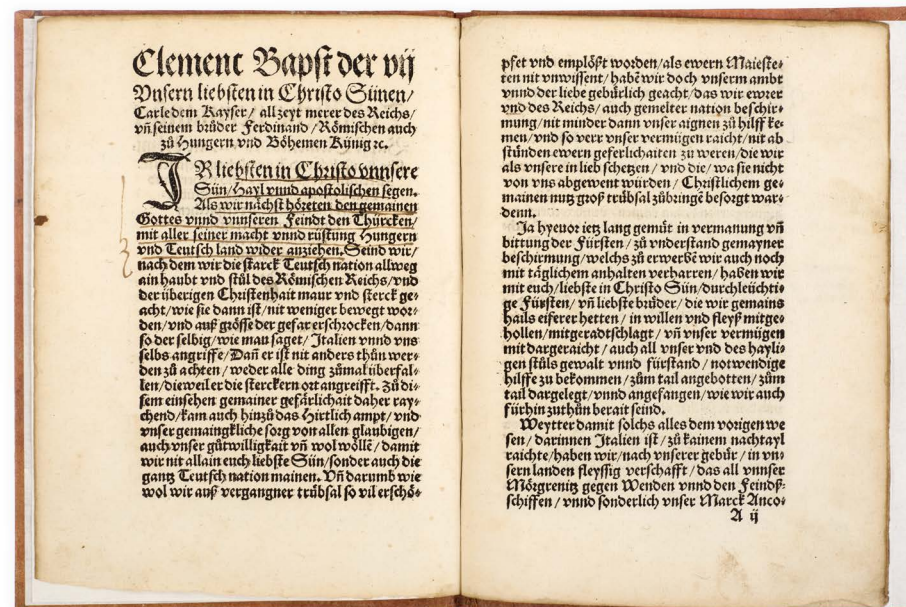 Clement Bapst der vij
Vnsern liebsten in Christo Sünen/
Carle dem Kayser/ all zeyt merer des Reichs/
vñ seinem brůder Ferdinand/Römischen auch
zů Hungern vnd Böhemen Künig ꝛc.
IR liebsten in Christo vnnsere
Sün/Hayl vnnd apostolischen segen.
Als wir nächst höreten den gemainen
Gottes vnnd vnnseren Feindt den Thürcken/
mit aller seiner macht vnnd rüstung Hungern
vnd Teutsch land wider anziehen. Seind wir/
nach dem wir die starck Teutsch nation allweg
ain haubt vnd stůl des Römischen Reichs/vnd
der überigen Christenhait maur vnd sterck ge⸗
acht/wie sie dann ist/nit weniger bewegt wor⸗
den/vnd auß grösse der gefar erschrocken/dann
so der selbig/wie man saget/Italien vnnd vns
selbs angriffe/Dañ er ist nit anders thůn wer⸗
den zů achten/weder alle ding zůmal überfal⸗
len/dieweil er die sterckern ort angreifft. Zů di⸗
sem einsehen gemainer gefärlichait daher ray⸗
chend/kam auch hinzů das Hirtlich ampt/vnd
vnser gemaingkliche sorg von allen glaubigen/
auch vnser gůtwilligkait vñ wol wöllē/damit
wir nit allain euch liebste Sün/sonder auch die
gantz Teutsch nation mainen. Vñ darumb wie
wol wir auß vergangner trübsal so vil erschö⸗
pfet vnd emplößt worden/als ewern Maieste⸗
ten nit vnwissent/habē wir doch vnserm ambt
vnnd der liebe gebürlich geacht/das wir ewrer
vnd des Reichs/auch gemelter nation beschir⸗
mung/nit minder dann vnser aignen zů hilff ke⸗
men/vnd so verr vnser vermügen raicht/nit ab
stünden ewern geferlichaiten zů weren/die wir
als vnsere in lieb schetzen/vnd die/wa sie nicht
von vns abgewent würden/Christlichem ge⸗
mainen nutz groß trübsal zůbringē besorgt war⸗
denn.
Ja hyeuor ietz lang gemüt in vermanung vñ
bittung der Fürsten/zů vnderstand gemayner
beschirmung/welchs zů erwerbē wir auch noch
mit täglichem anhalten verharren/haben wir
mit euch/liebste in Christo Sün/durchleüchti⸗
ge Fürsten/vñ liebste brůder/die wir gemains
hails eiferer hetten/in willen vnd fleyß mitge⸗
hollen/mitgeradtschlagt/vñ vnser vermügen
mit dargeraicht/auch all vnser vnd des hayli⸗
gen stůls gewalt vnnd fürstand/notwendige
hilffe zu bekommen/zům tail angebotten/zům
tail dargelegt/vnnd angefangen/wie wir auch
fürhin zuthůn berait seind.
Weytter damit solchs alles dem vorigen we
sen/darinnen Italien ist/zů kainem nachtayl
raichte/haben wir/nach vnserer gebür/in vn⸗
sern landen fleyssig verschafft/das all vnnser
Mörgrenitz gegen Wenden vnnd den Feindß⸗
schiffen/vnnd sonderlich vnser Marck Anco⸗
A ij